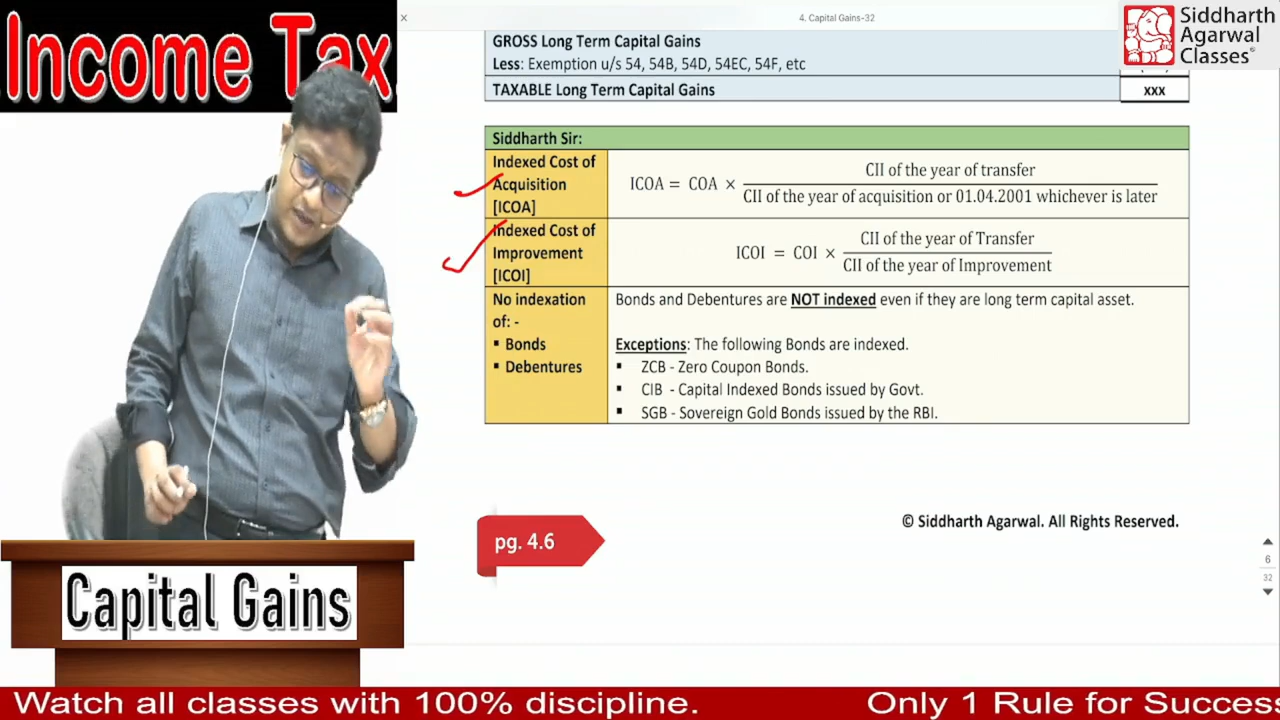 Income Tax
4. Capital Gains-32
Siddharth
Agarwal
Classes
GROSS Long Term Capital Gains
Less: Exemption u/s 54, 54B, 54D, 54EC, 54F, etc
TAXABLE Long Term Capital Gains
xxx
Siddharth Sir:
Indexed Cost of
Acquisition
[ICOA]
ICOA = COA ×
CII of the year of transfer
CII of the year of acquisition or 01.04.2001 whichever is later
Indexed Cost of
Improvement
[ICOI]
ICOI = COI ×
CII of the year of Transfer
CII of the year of Improvement
No indexation
of: -
▪ Bonds
▪ Debentures
Bonds and Debentures are NOT indexed even if they are long term capital asset.
Exceptions: The following Bonds are indexed.
▪ ZCB - Zero Coupon Bonds.
▪ CIB - Capital Indexed Bonds issued by Govt.
▪ SGB - Sovereign Gold Bonds issued by the RBI.
© Siddharth Agarwal. All Rights Reserved.
pg. 4.6
6
32
Capital Gains
Watch all classes with 100% discipline.
Only 1 Rule for Success